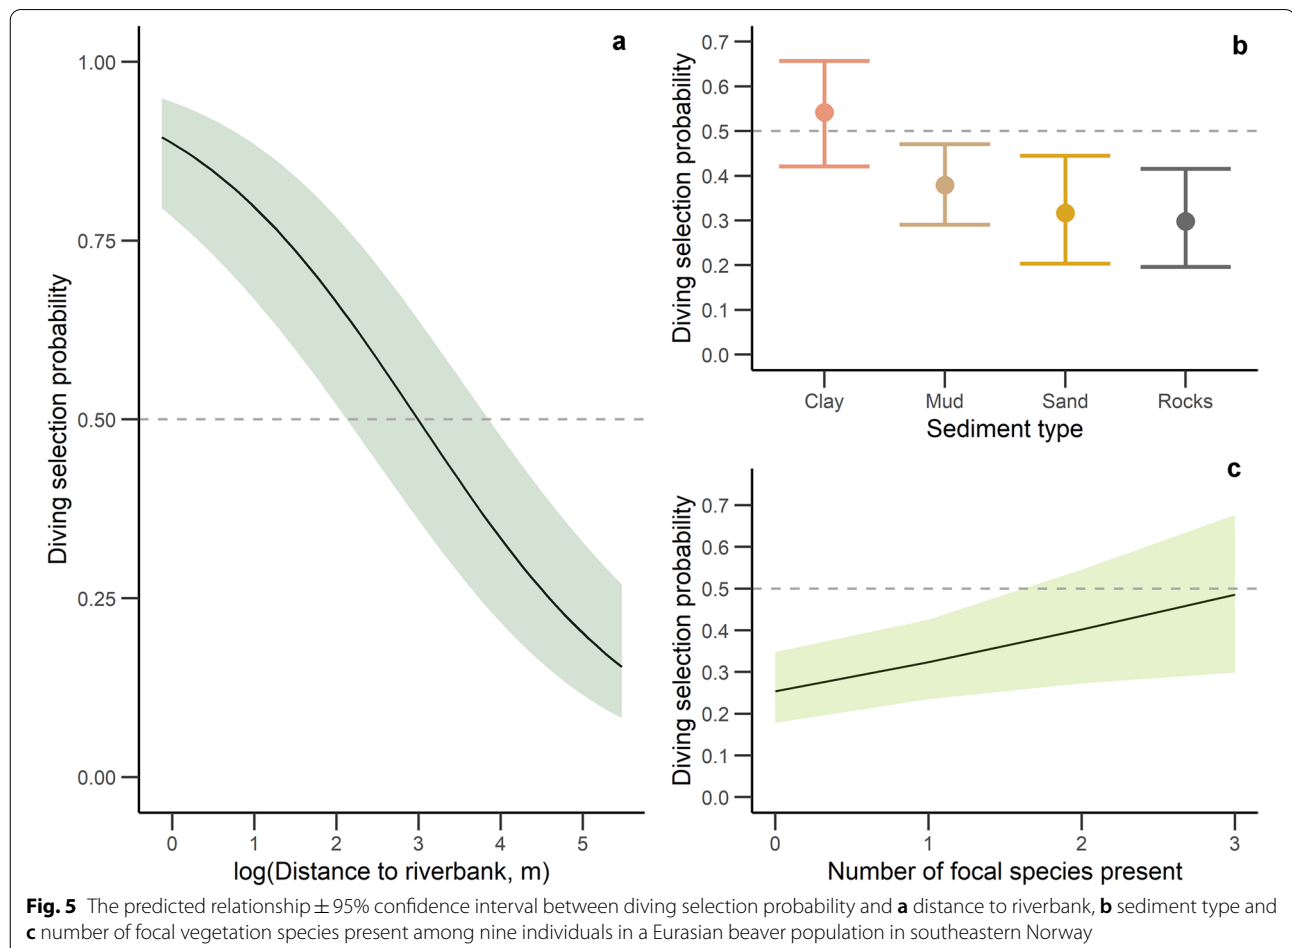 a
1.00
0.75
0.50
0.25
0.00
Diving selection probability
0 1 2 3 4 5
log(Distance to riverbank, m)
b
0.7
0.6
0.5
0.4
0.3
0.2
0.1
0.0
Diving selection probability
Clay Mud Sand Rocks
Sediment type
c
0.7
0.6
0.5
0.4
0.3
0.2
0.1
0.0
Diving selection probability
0 1 2 3
Number of focal species present
Fig. 5 The predicted relationship ± 95% confidence interval between diving selection probability and a distance to riverbank, b sediment type and
c number of focal vegetation species present among nine individuals in a Eurasian beaver population in southeastern Norway